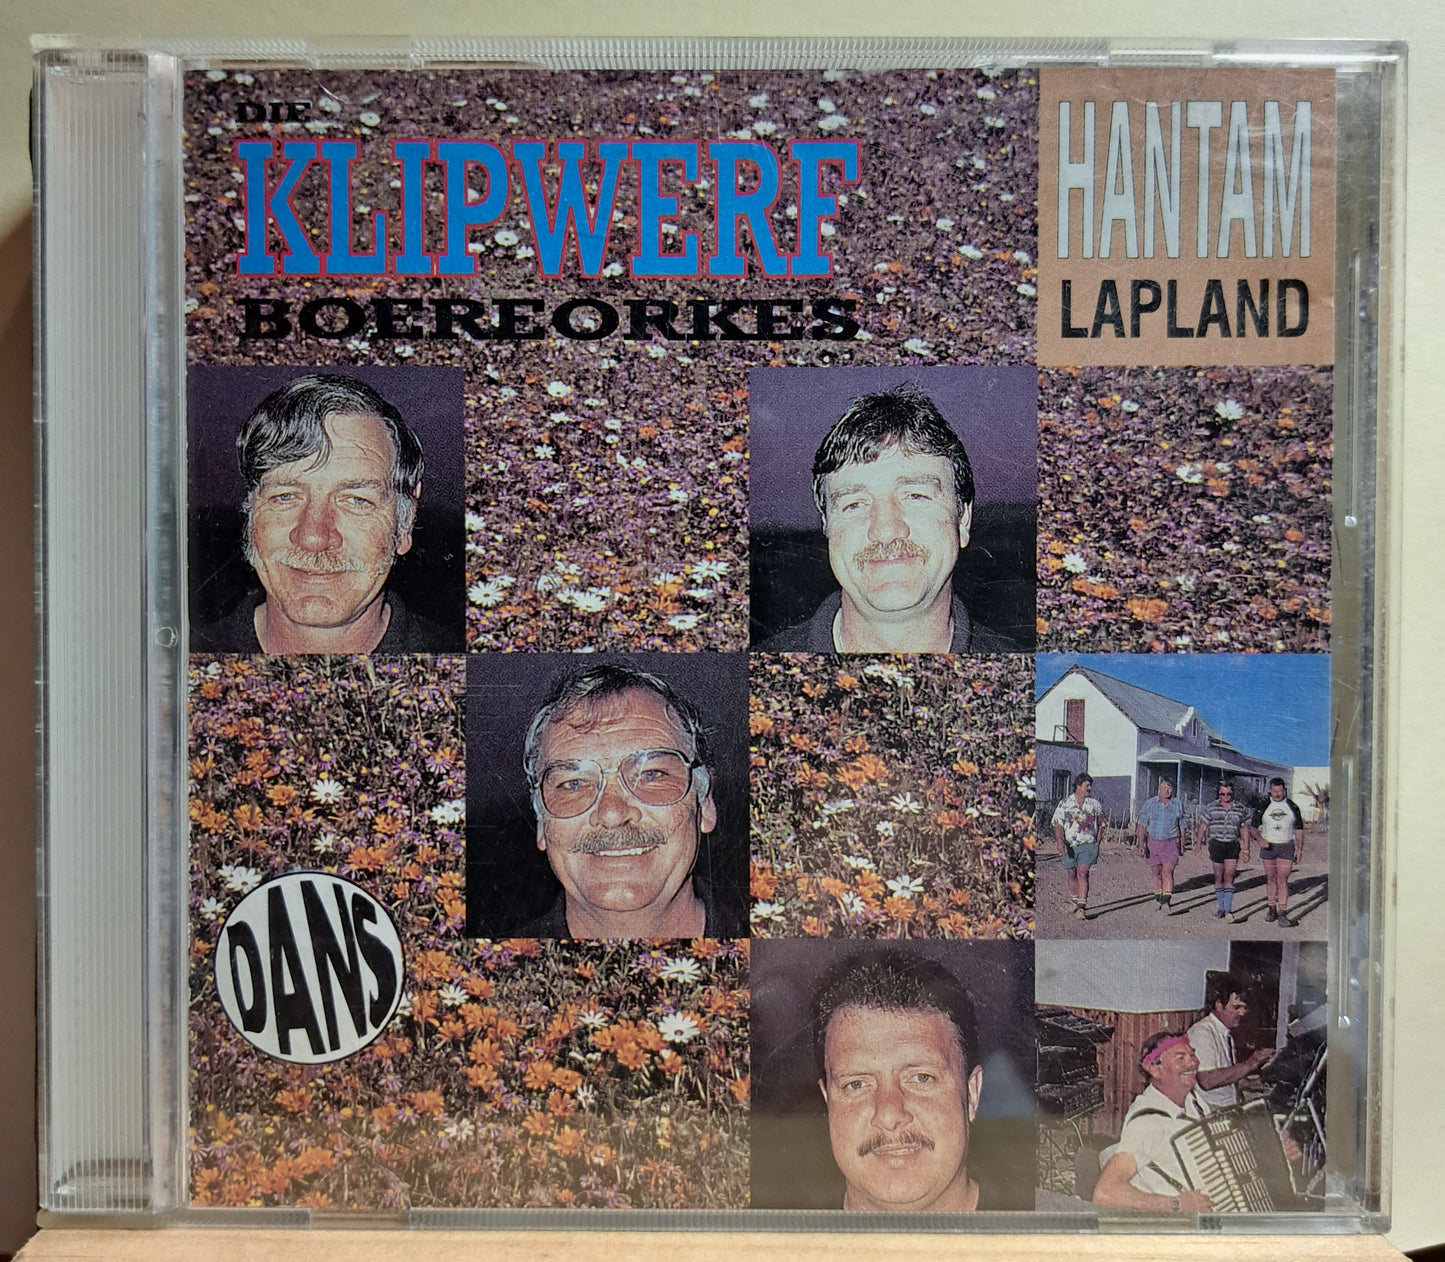 DIE
KLIPWERF
BOEREORKES
HANTAM
LAPLAND
DANS